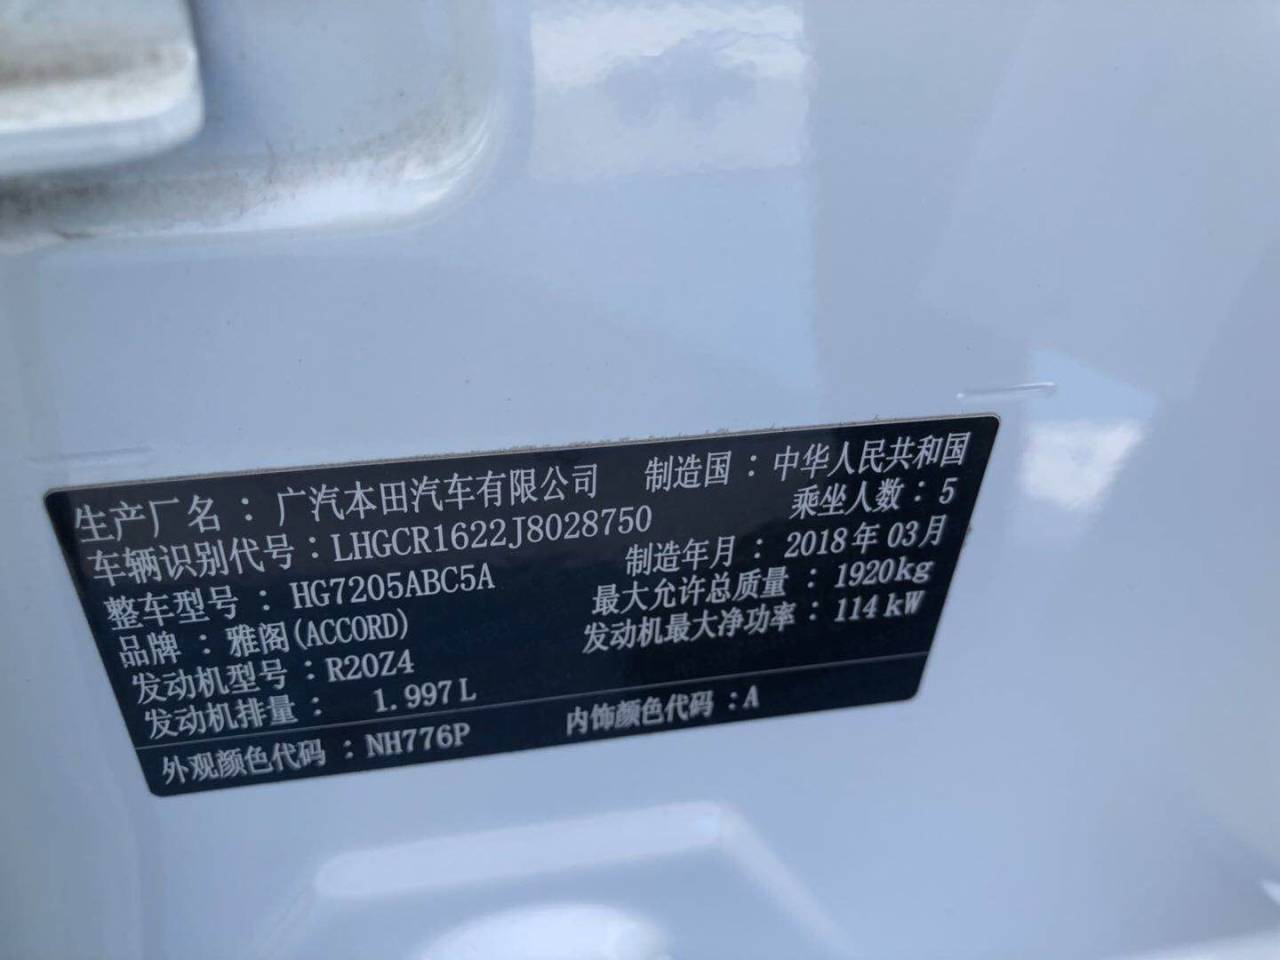 生产厂名：广汽本田汽车有限公司 制造国：中华人民共和国
车辆识别代号：LHGCR1622J8028750 乘坐人数：5
整车型号：HG7205ABC5A 制造年月：2018年03月
品牌：雅阁(ACCORD) 最大允许总质量：1920kg
发动机型号：R20Z4 发动机最大净功率：114kW
发动机排量：1.997L
外观颜色代码：NH776P 内饰颜色代码：A